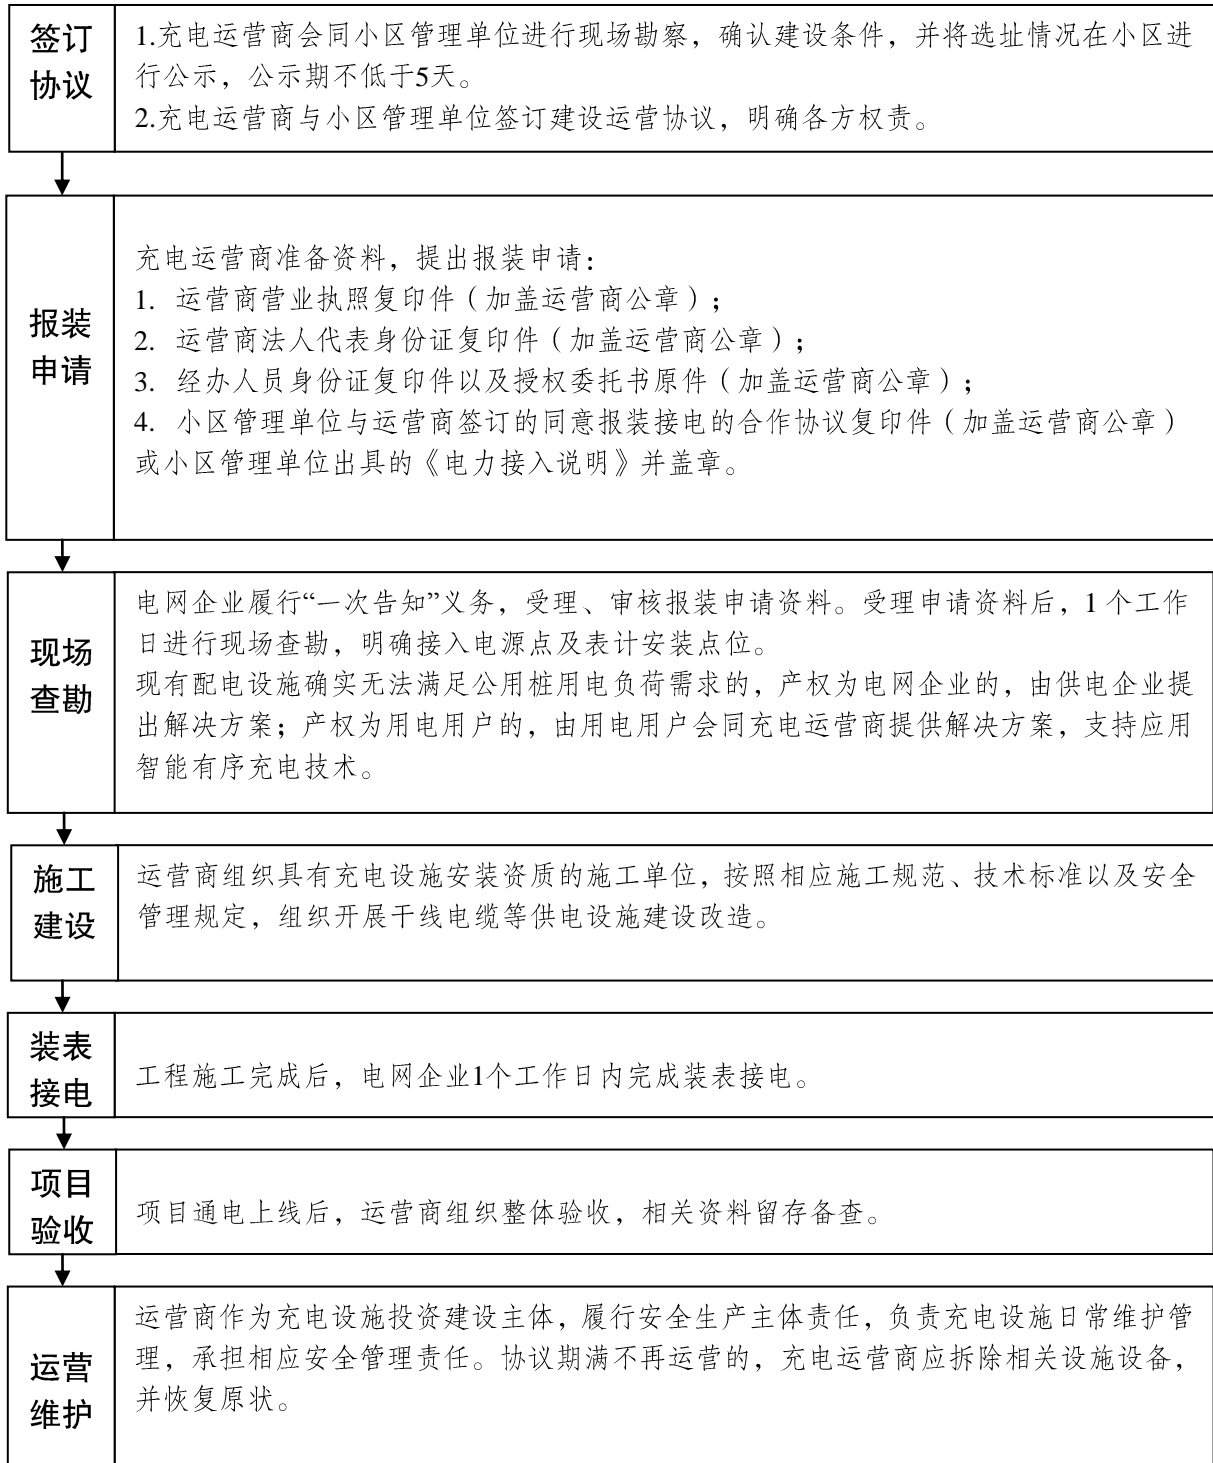 签订
协议
1.充电运营商会同小区管理单位进行现场勘察，确认建设条件，并将选址情况在小区进
行公示，公示期不低于5天。
2.充电运营商与小区管理单位签订建设运营协议，明确各方权责。
报装
申请
充电运营商准备资料，提出报装申请：
1. 运营商营业执照复印件（加盖运营商公章）；
2. 运营商法人代表身份证复印件（加盖运营商公章）；
3. 经办人员身份证复印件以及授权委托书原件（加盖运营商公章）；
4. 小区管理单位与运营商签订的同意报装接电的合作协议复印件（加盖运营商公章）
或小区管理单位出具的《电力接入说明》并盖章。
现场
查勘
电网企业履行“一次告知”义务，受理、审核报装申请资料。受理申请资料后，1 个工作
日进行现场查勘，明确接入电源点及表计安装点位。
现有配电设施确实无法满足公用桩用电负荷需求的，产权为电网企业的，由供电企业提
出解决方案；产权为用电用户的，由用电用户会同充电运营商提供解决方案，支持应用
智能有序充电技术。
施工
建设
运营商组织具有充电设施安装资质的施工单位，按照相应施工规范、技术标准以及安全
管理规定，组织开展干线电缆等供电设施建设改造。
装表
接电
工程施工完成后，电网企业1个工作日内完成装表接电。
项目
验收
项目通电上线后，运营商组织整体验收，相关资料留存备查。
运营
维护
运营商作为充电设施投资建设主体，履行安全生产主体责任，负责充电设施日常维护管
理，承担相应安全管理责任。协议期满不再运营的，充电运营商应拆除相关设施设备，
并恢复原状。